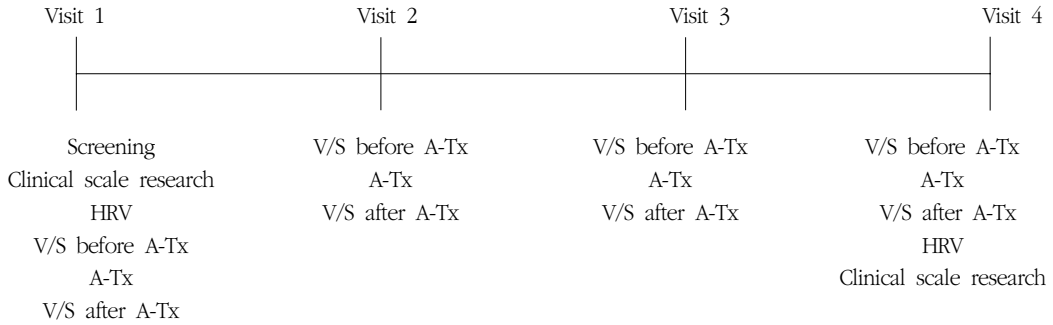 Visit 1 Visit 2 Visit 3 Visit 4
Screening V/S before A-Tx V/S before A-Tx V/S before A-Tx
Clinical scale research A-Tx A-Tx A-Tx
HRV V/S after A-Tx V/S after A-Tx V/S after A-Tx
V/S before A-Tx HRV
A-Tx Clinical scale research
V/S after A-Tx